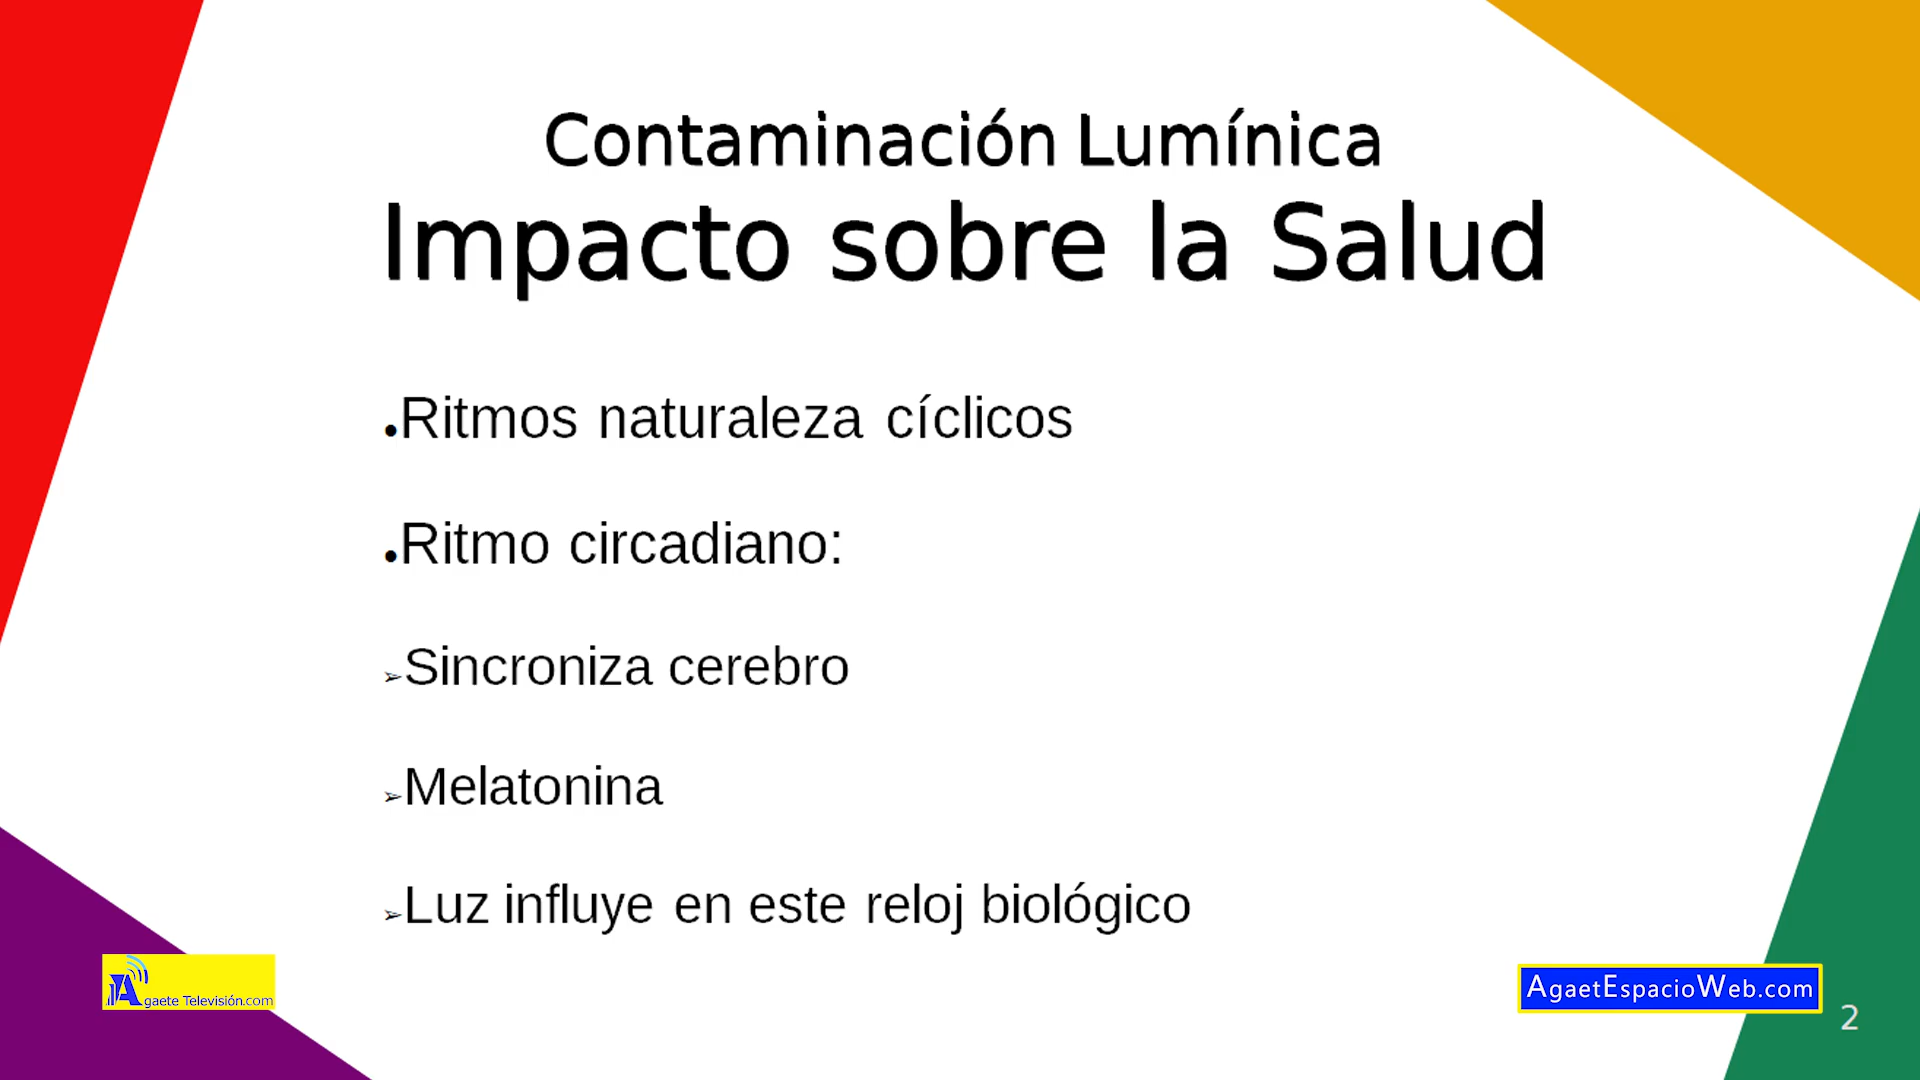 Contaminación Lumínica
Impacto sobre la Salud
●Ritmos naturaleza cíclicos
●Ritmo circadiano:
➢Sincroniza cerebro
➢Melatonina
➢Luz influye en este reloj biológico
Agaete Televisión.com
AgaetEspacioWeb.com
2